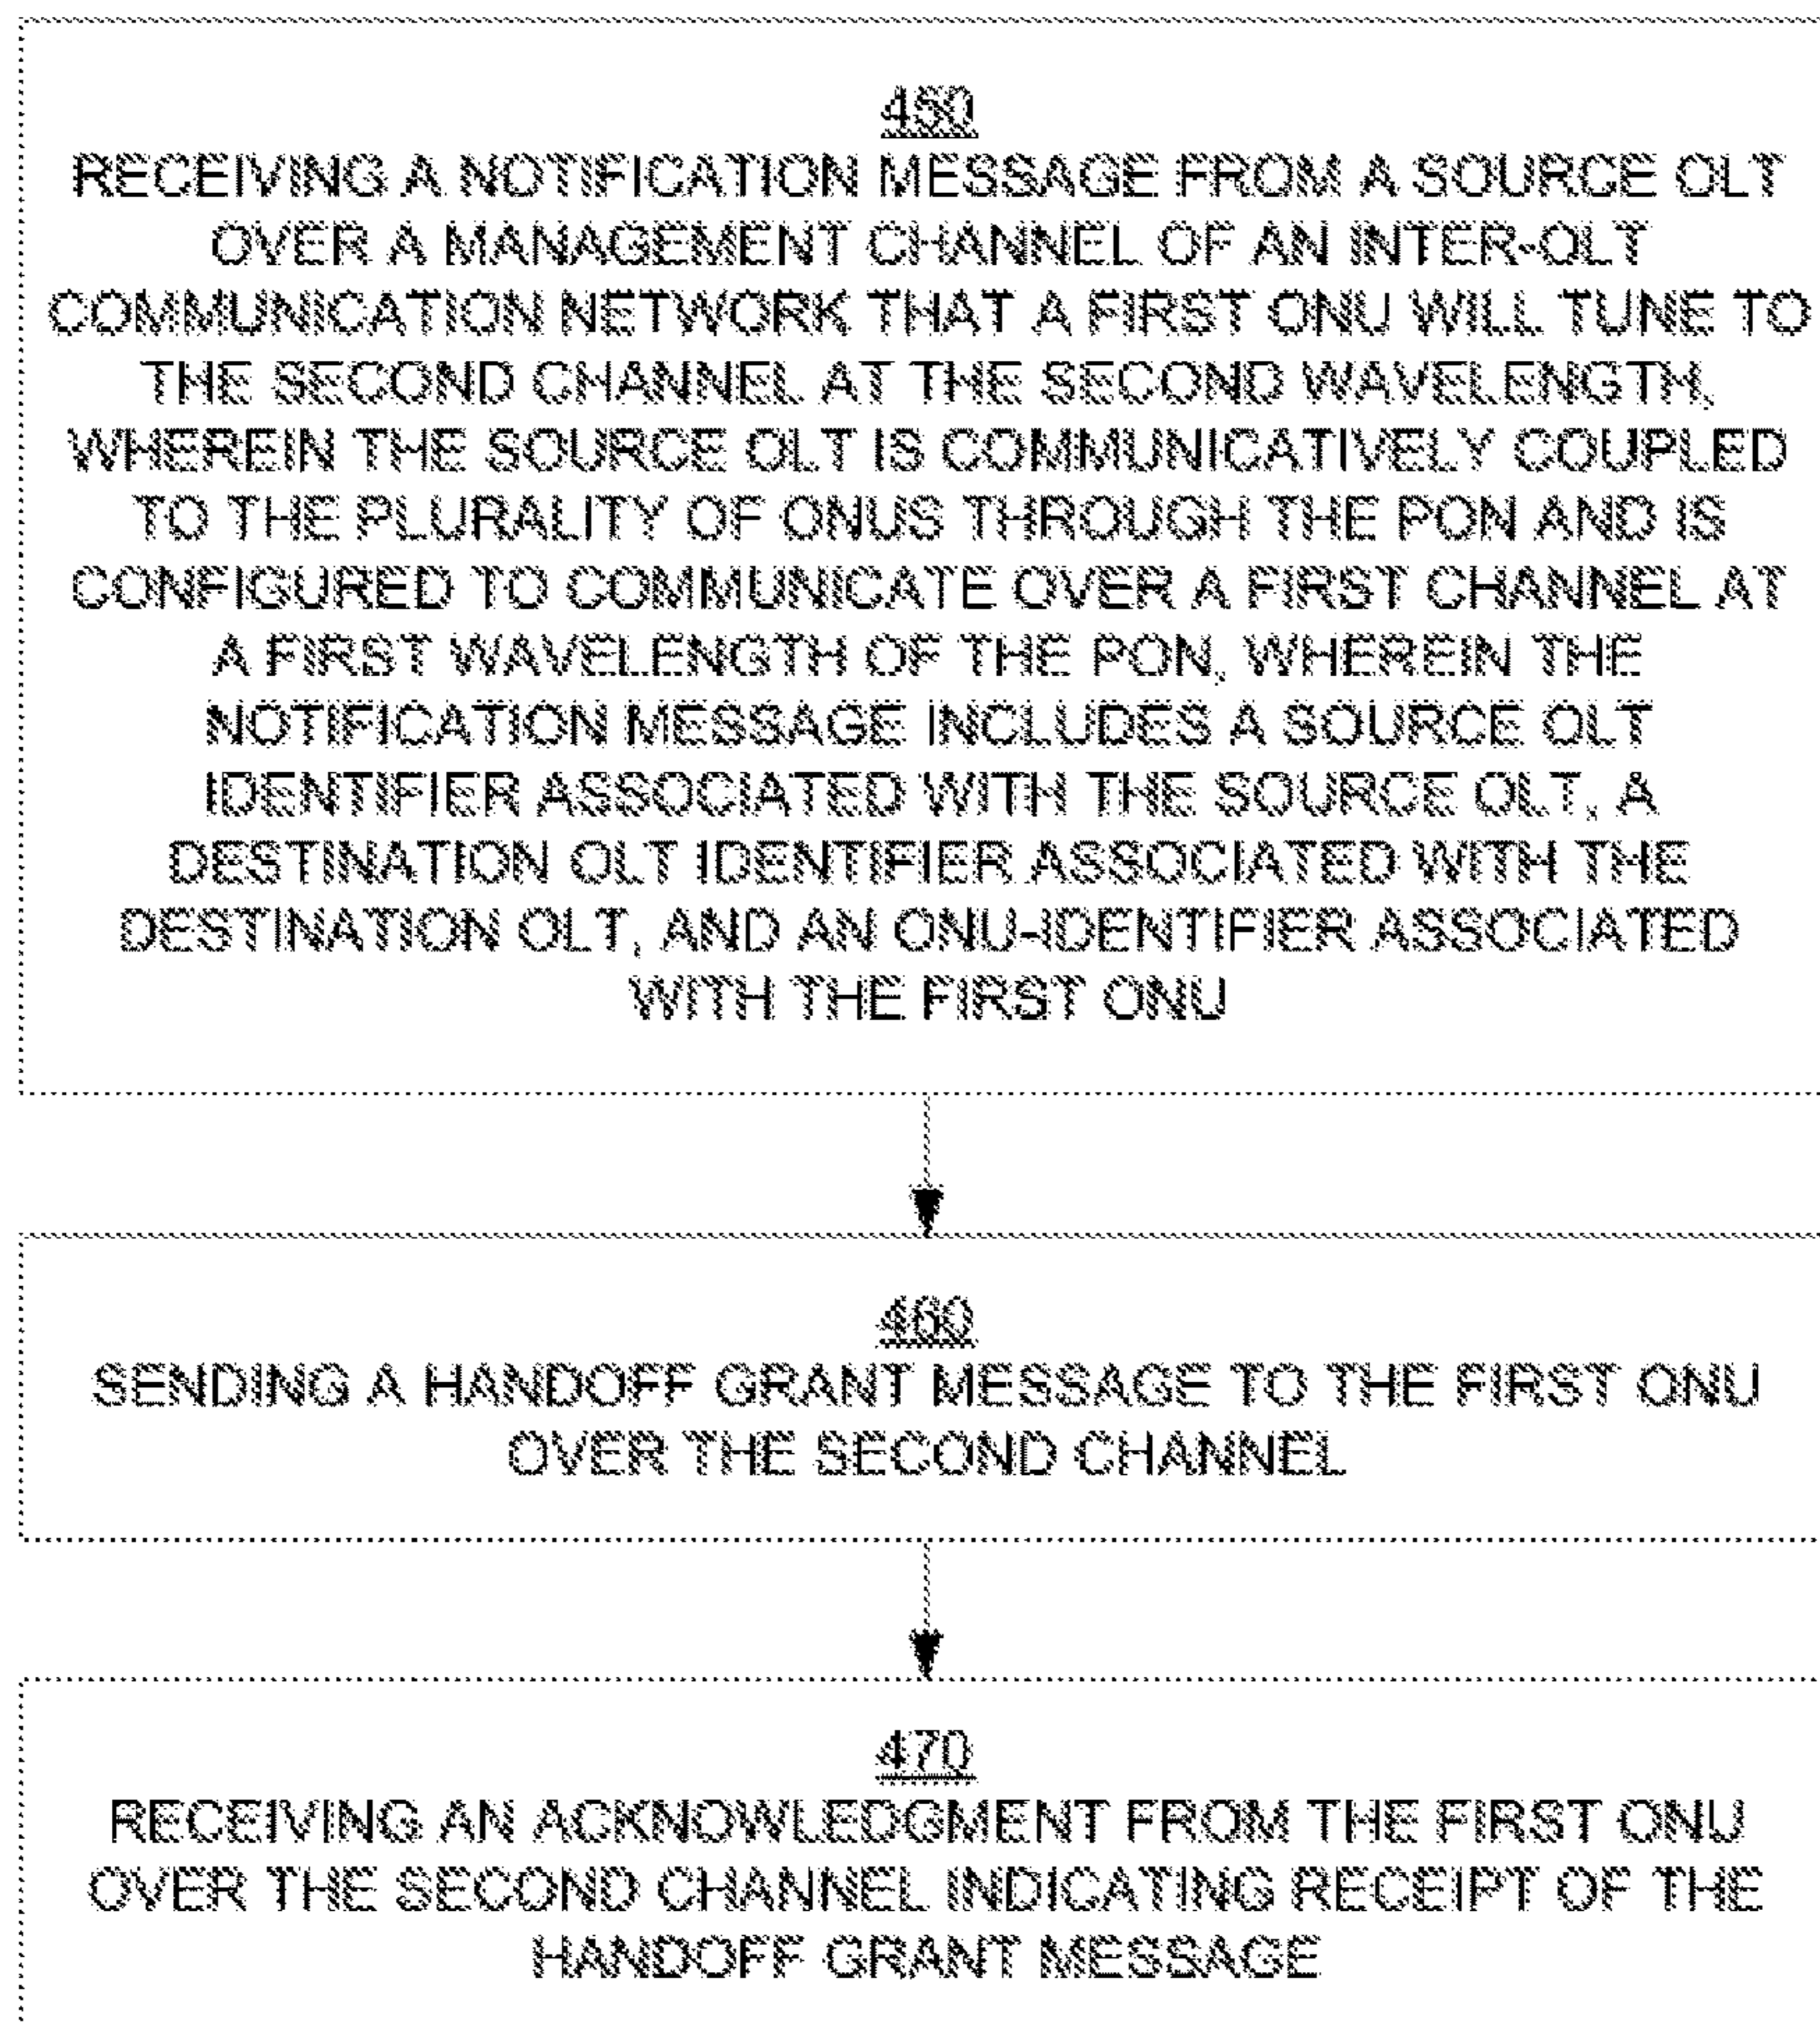 450
RECEIVING A NOTIFICATION MESSAGE FROM A SOURCE OLT
OVER A MANAGEMENT CHANNEL OF AN INTER-OLT
COMMUNICATION NETWORK THAT A FIRST ONU WILL TUNE TO
THE SECOND CHANNEL AT THE SECOND WAVELENGTH,
WHEREIN THE SOURCE OLT IS COMMUNICATIVELY COUPLED
TO THE PLURALITY OF ONUS THROUGH THE PON AND IS
CONFIGURED TO COMMUNICATE OVER A FIRST CHANNEL AT
A FIRST WAVELENGTH OF THE PON, WHEREIN THE
NOTIFICATION MESSAGE INCLUDES A SOURCE OLT
IDENTIFIER ASSOCIATED WITH THE SOURCE OLT, A
DESTINATION OLT IDENTIFIER ASSOCIATED WITH THE
DESTINATION OLT, AND AN ONU-IDENTIFIER ASSOCIATED
WITH THE FIRST ONU
460
SENDING A HANDOFF GRANT MESSAGE TO THE FIRST ONU
OVER THE SECOND CHANNEL
470
RECEIVING AN ACKNOWLEDGMENT FROM THE FIRST ONU
OVER THE SECOND CHANNEL INDICATING RECEIPT OF THE
HANDOFF GRANT MESSAGE